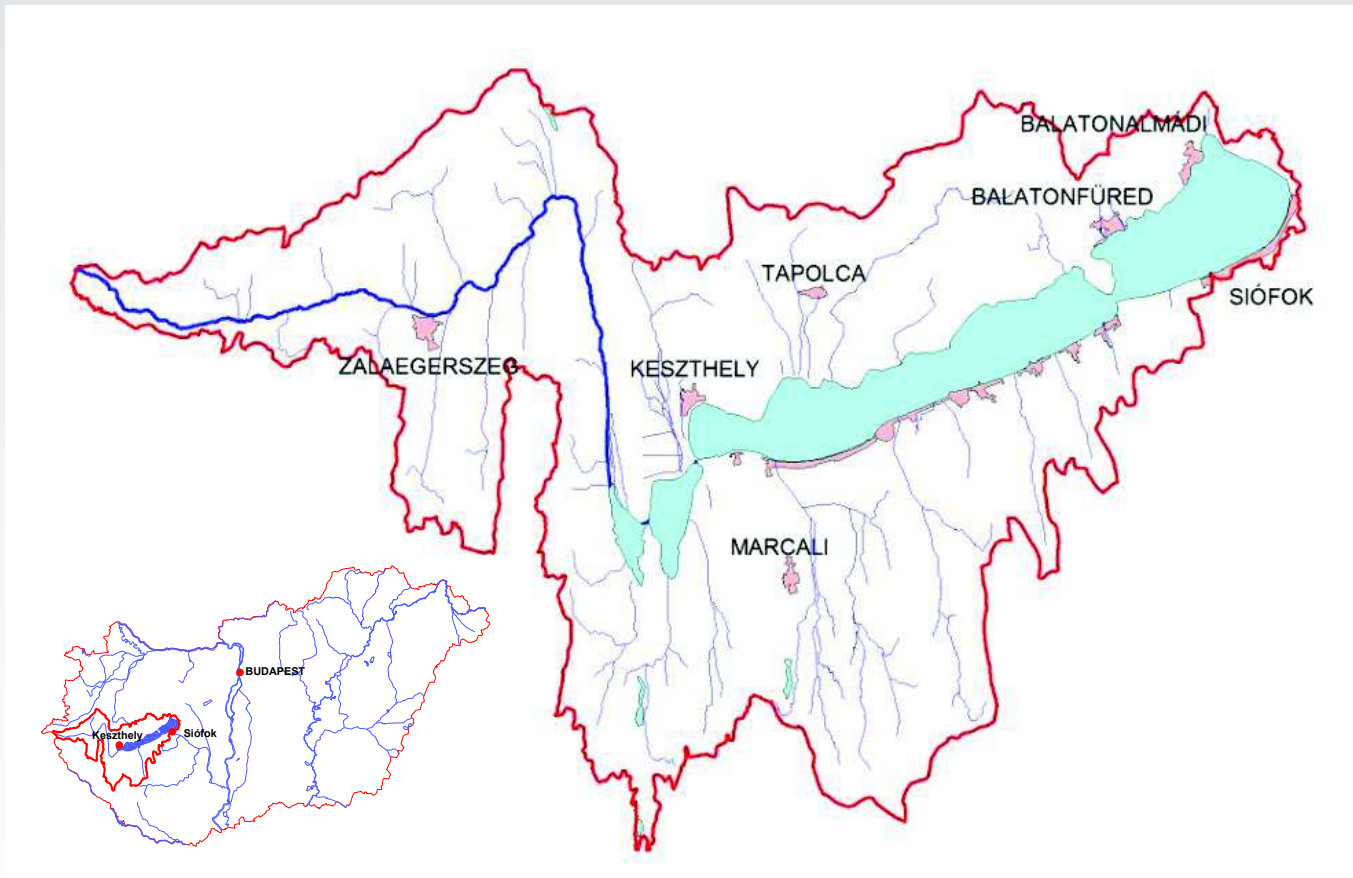 BALATONALMÁDI
BALATONFÜRED
TAPOLCA
SIÓFOK
ZALAEGERSZEG
KESZTHELY
MARCALI
BUDAPEST
Keszthely
Siófok